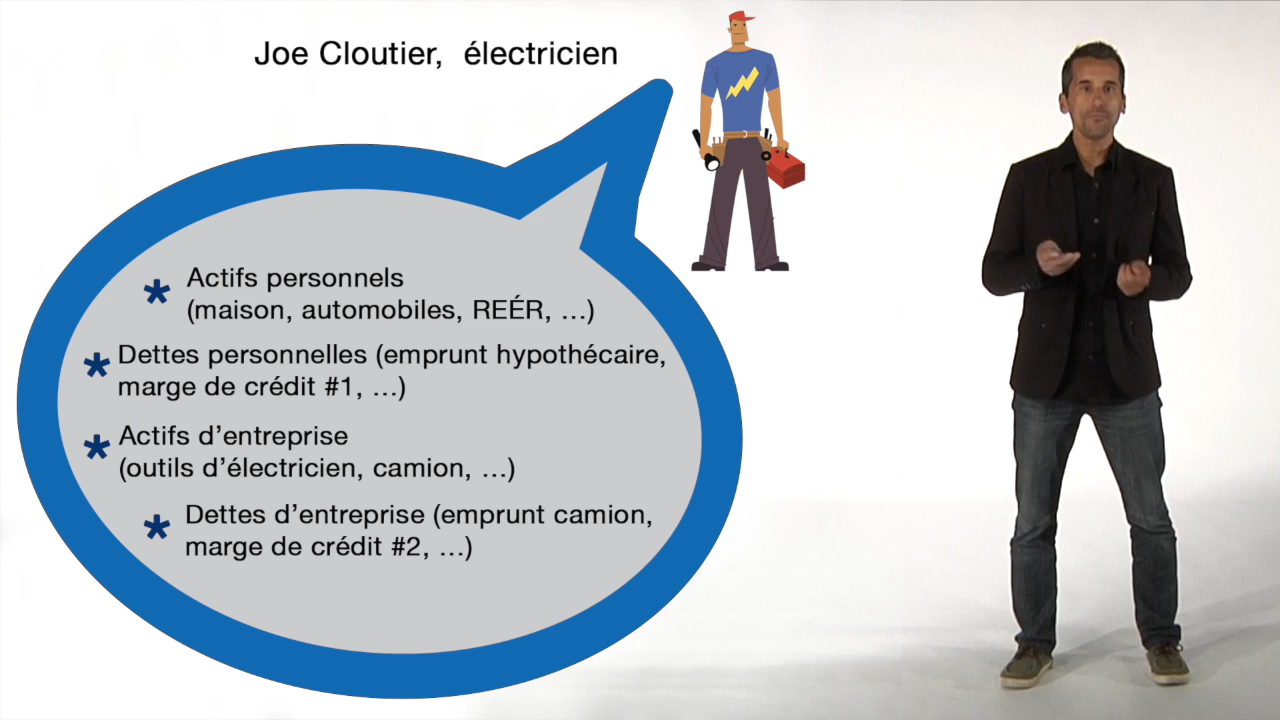 Joe Cloutier, électricien
* Actifs personnels
(maison, automobiles, REÉR, ...)
* Dettes personnelles (emprunt hypothécaire,
marge de crédit #1, ...)
* Actifs d’entreprise
(outils d’électricien, camion, ...)
* Dettes d’entreprise (emprunt camion,
marge de crédit #2, ...)